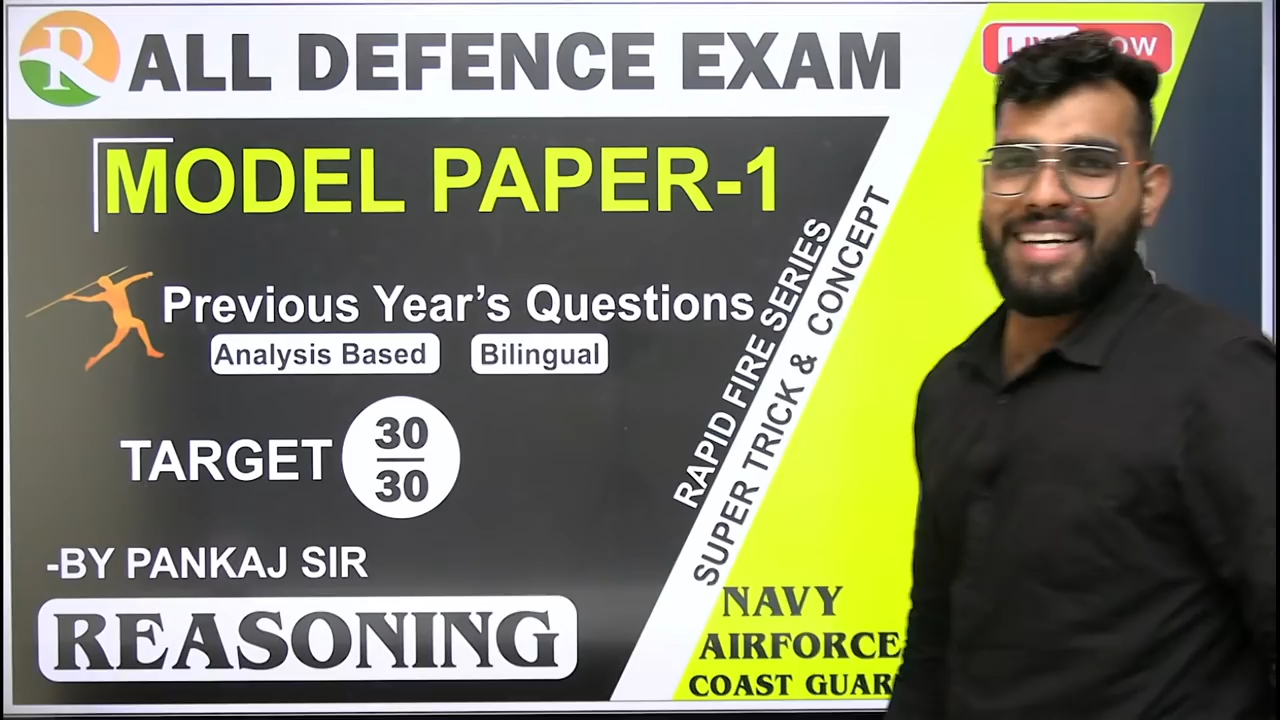 R ALL DEFENCE EXAM
MODEL PAPER-1
Previous Year's Questions
Analysis Based Bilingual
TARGET 30
30
-BY PANKAJ SIR
REASONING
RAPID FIRE SERIES
SUPER TRICK & CONCEPT
NAVY
AIRFORCE
COAST GUAR